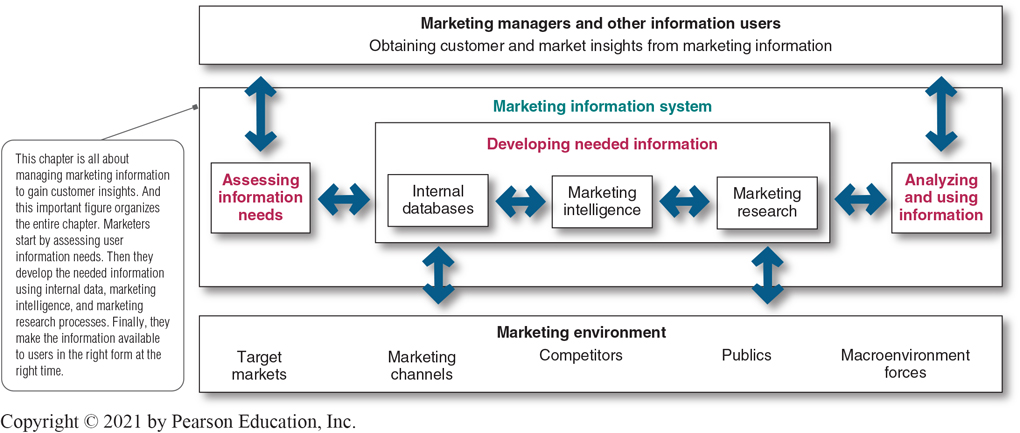 Marketing managers and other information users
Obtaining customer and market insights from marketing information
Marketing information system
Developing needed information
Assessing
information
needs
Internal
databases
Marketing
intelligence
Marketing
research
Analyzing
and using
information
This chapter is all about
managing marketing information
to gain customer insights. And
this important figure organizes
the entire chapter. Marketers
start by assessing user
information needs. Then they
develop the needed information
using internal data, marketing
intelligence, and marketing
research processes. Finally, they
make the information available
to users in the right form at the
right time.
Marketing environment
Target
markets
Marketing
channels
Competitors
Publics
Macroenvironment
forces
Copyright © 2021 by Pearson Education, Inc.